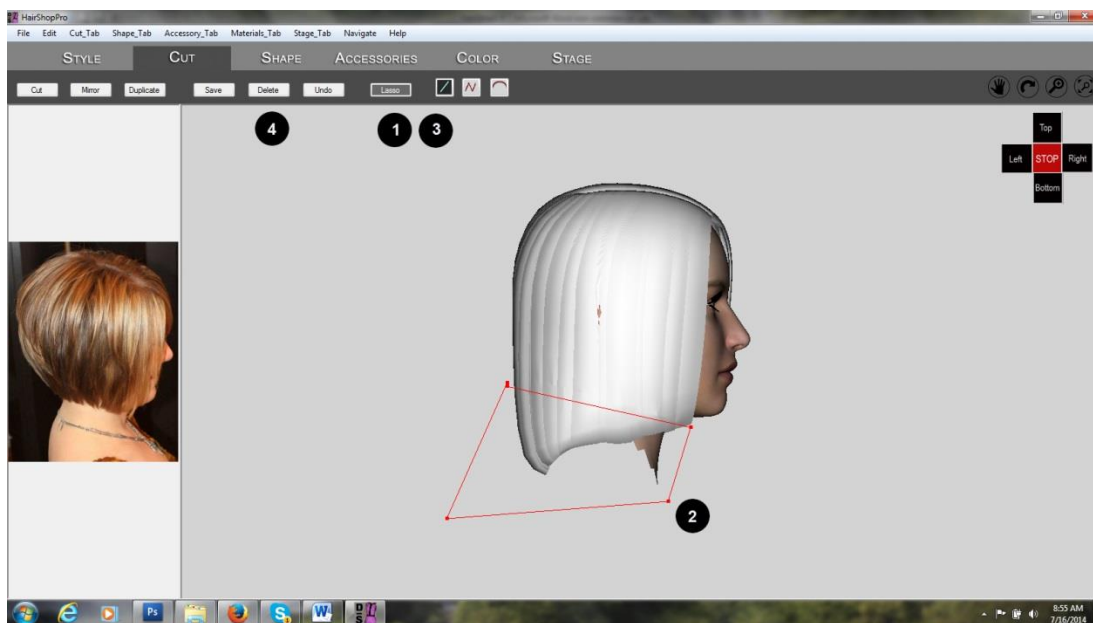 HairShopPro
File Edit Cut_Tab Shape_Tab Accessory_Tab Materials_Tab Stage_Tab Navigate Help
STYLE CUT SHAPE ACCESSORIES COLOR STAGE
Cut Mirror Duplicate Save Delete Undo Lasso
4 1 3
Top
Left STOP Right
Bottom
2
Ps S W DES
8:55 AM
7/16/2014